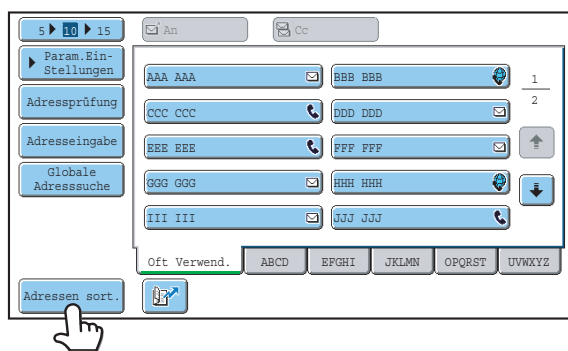 5 10 15
An
Cc
Param.Ein-
Stellungen
Adressprüfung
Adresseingabe
Globale
Adresssuche
Adressen sort.
AAA AAA
BBB BBB
CCC CCC
DDD DDD
EEE EEE
FFF FFF
GGG GGG
HHH HHH
III III
JJJ JJJ
1
2
Oft Verwend.
ABCD
EFGHI
JKLMN
OPQRST
UVWXYZ